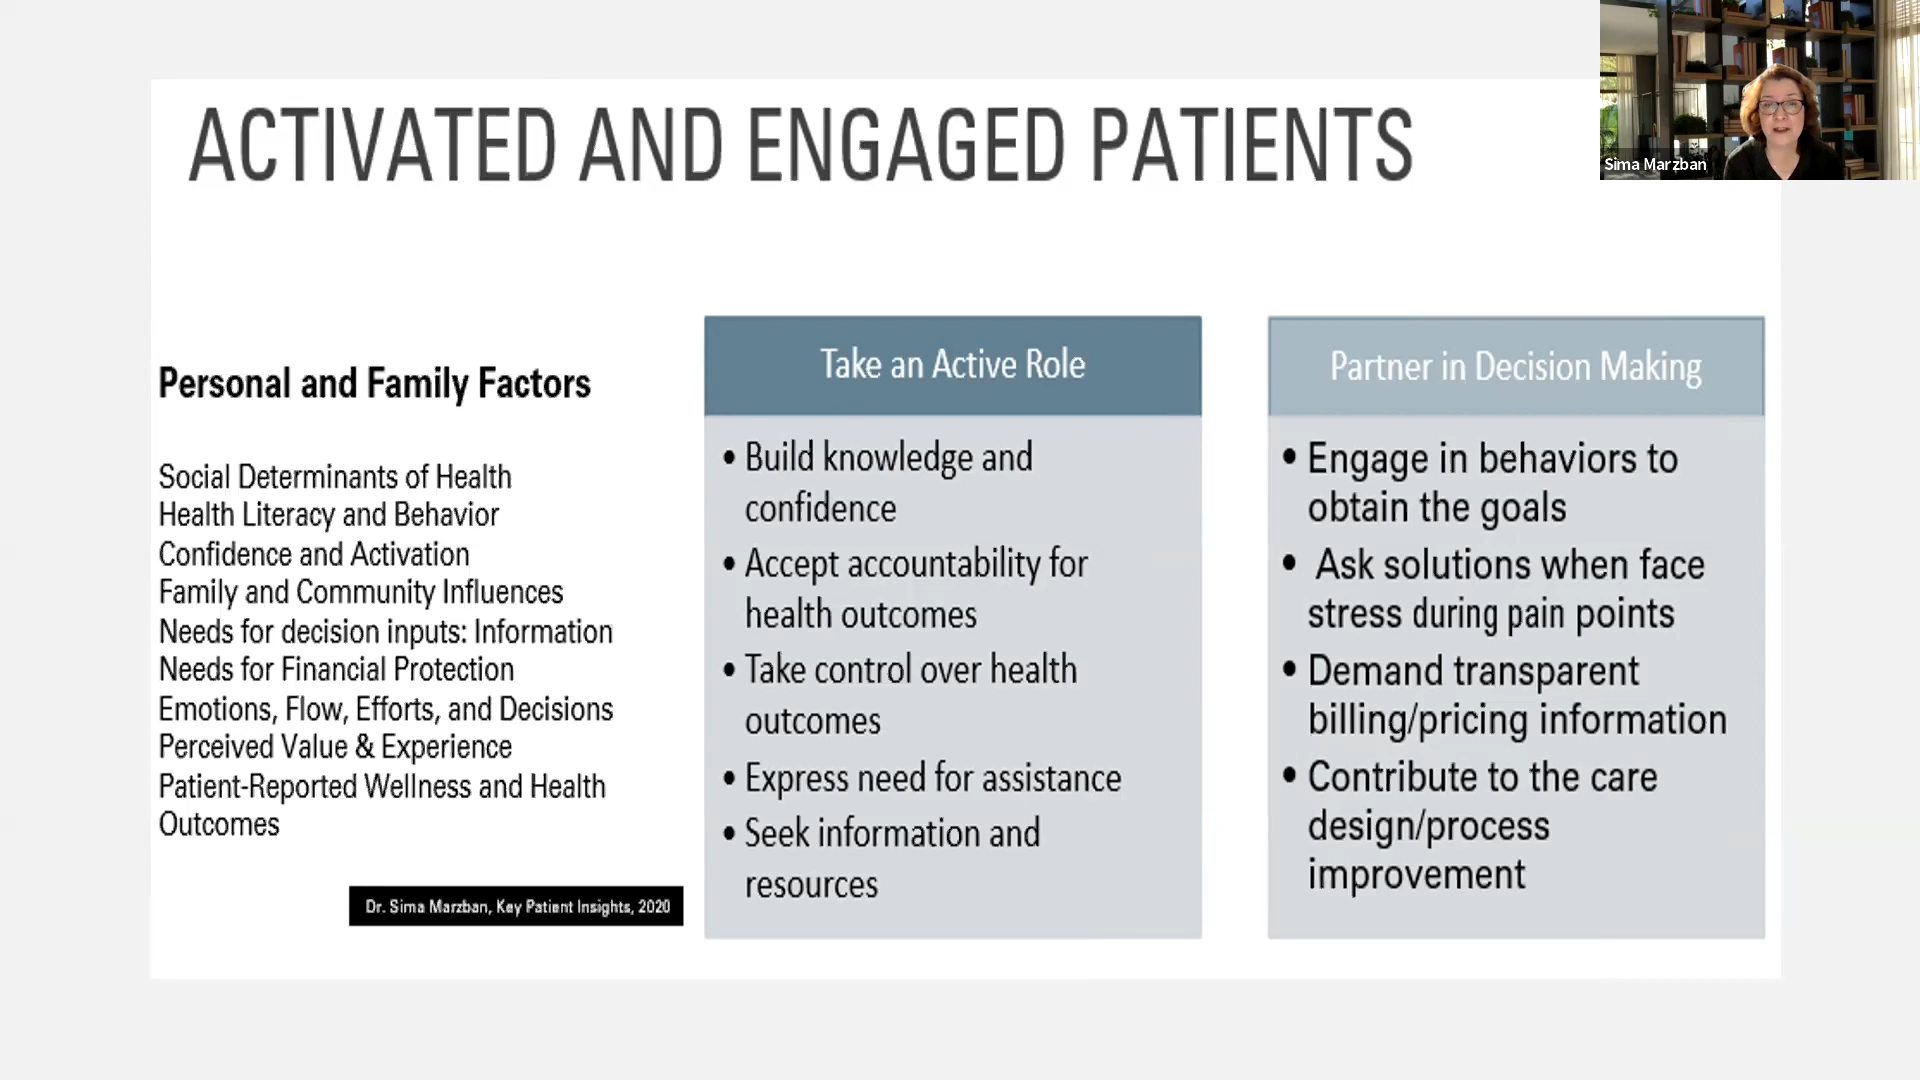 ACTIVATED AND ENGAGED PATIENTS
Sima Marzban
Personal and Family Factors
Social Determinants of Health
Health Literacy and Behavior
Confidence and Activation
Family and Community Influences
Needs for decision inputs: Information
Needs for Financial Protection
Emotions, Flow, Efforts, and Decisions
Perceived Value & Experience
Patient-Reported Wellness and Health
Outcomes
Dr. Sima Marzban, Key Patient Insights, 2020
Take an Active Role
• Build knowledge and
confidence
• Accept accountability for
health outcomes
• Take control over health
outcomes
• Express need for assistance
• Seek information and
resources
Partner in Decision Making
• Engage in behaviors to
obtain the goals
• Ask solutions when face
stress during pain points
• Demand transparent
billing/pricing information
• Contribute to the care
design/process
improvement